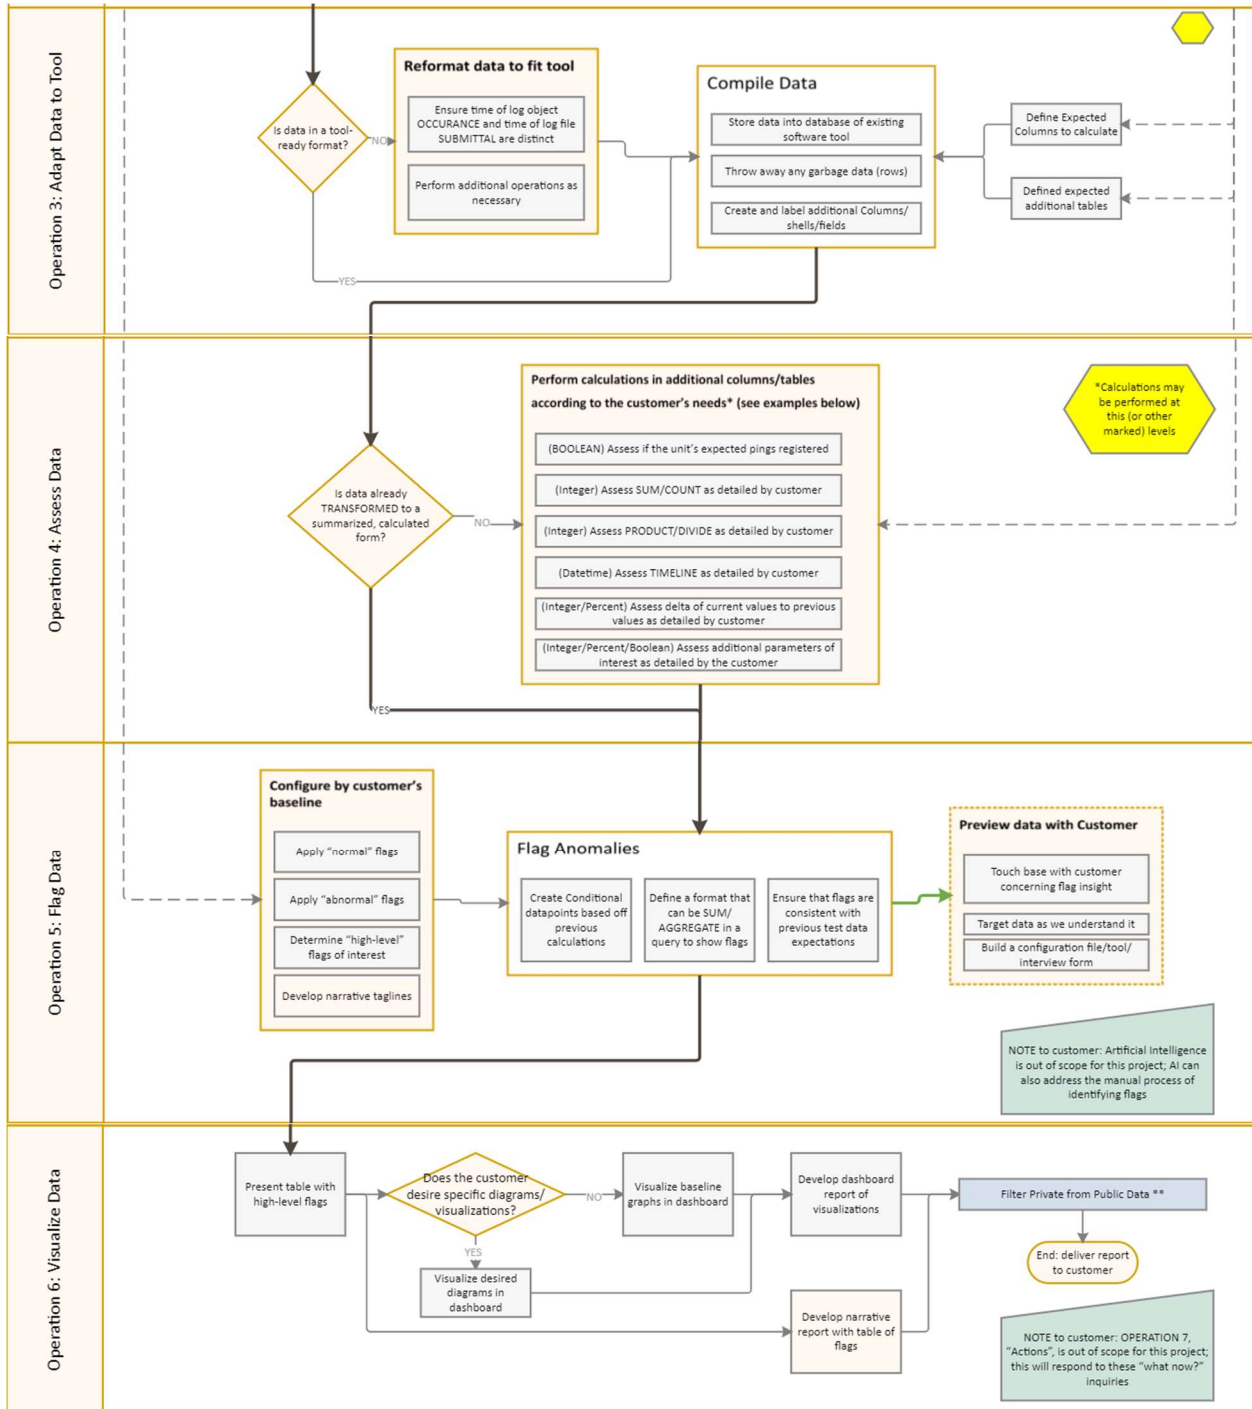 Operation 3: Adapt Data to Tool
Is data in a tool-
ready format?
NO
Reformat data to fit tool
Ensure time of log object
OCCURANCE and time of log file
SUBMITTAL are distinct
Perform additional operations as
necessary
YES
Compile Data
Store data into database of existing
software tool
Throw away any garbage data (rows)
Create and label additional Columns/
shells/fields
Define Expected
Columns to calculate
Defined expected
additional tables
Operation 4: Assess Data
Is data already
TRANSFORMED to a
summarized, calculated
form?
NO
YES
Perform calculations in additional columns/tables
according to the customer's needs* (see examples below)
(BOOLEAN) Assess if the unit's expected pings registered
(Integer) Assess SUM/COUNT as detailed by customer
(Integer) Assess PRODUCT/DIVIDE as detailed by customer
(Datetime) Assess TIMELINE as detailed by customer
(Integer/Percent) Assess delta of current values to previous
values as detailed by customer
(Integer/Percent/Boolean) Assess additional parameters of
interest as detailed by the customer
*Calculations may
be performed at
this (or other
marked) levels
Operation 5: Flag Data
Configure by customer's
baseline
Apply "normal" flags
Apply "abnormal" flags
Determine "high-level"
flags of interest
Develop narrative taglines
Flag Anomalies
Create Conditional
datapoints based off
previous
calculations
Define a format that
can be SUM/
AGGREGATE in a
query to show flags
Ensure that flags are
consistent with
previous test data
expectations
Preview data with Customer
Touch base with customer
concerning flag insight
Target data as we understand it
Build a configuration file/tool/
interview form
NOTE to customer: Artificial Intelligence
is out of scope for this project; AI can
also address the manual process of
identifying flags
Operation 6: Visualize Data
Present table with
high-level flags
Does the customer
desire specific diagrams/
visualizations?
NO
YES
Visualize desired
diagrams in
dashboard
Visualize baseline
graphs in dashboard
Develop dashboard
report of
visualizations
Develop narrative
report with table of
flags
Filter Private from Public Data **
End: deliver report
to customer
NOTE to customer: OPERATION 7,
"Actions", is out of scope for this project;
this will respond to these "what now?"
inquiries